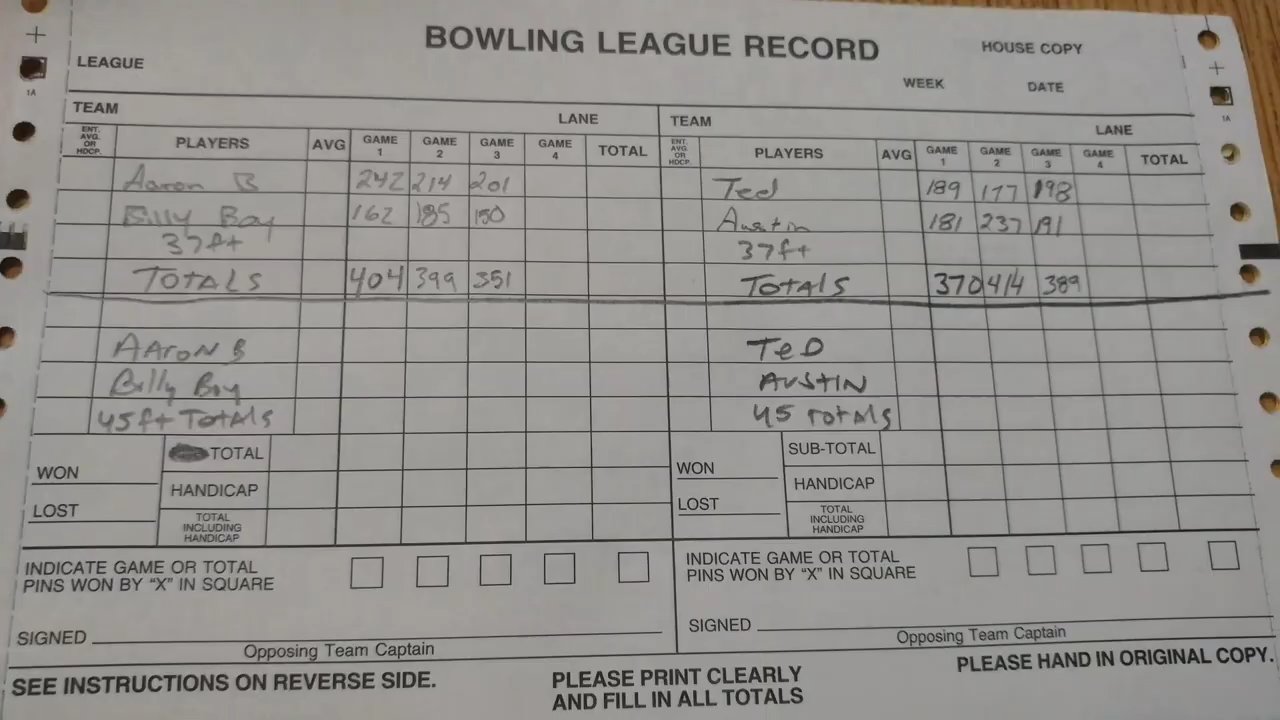 BOWLING LEAGUE RECORD
HOUSE COPY
LEAGUE
WEEK DATE
1A
1A
TEAM LANE TEAM LANE
ENT. AVG. OR HDCP. PLAYERS AVG GAME 1 GAME 2 GAME 3 GAME 4 TOTAL ENT. AVG OR HDCP. PLAYERS AVG GAME 1 GAME 2 GAME 3 GAME 4 TOTAL
Aaron B 242 214 201 Ted 189 177 198
Billy Boy 162 185 150 Austin 181 237 191
37ft 37ft
TOTALS 404 399 351 TOTALS 370 414 389
AARON B TED
Billy Boy AUSTIN
45ft TOTALS 45 TOTALS
TOTAL SUB-TOTAL
WON WON
HANDICAP HANDICAP
LOST LOST
TOTAL INCLUDING HANDICAP TOTAL INCLUDING HANDICAP
INDICATE GAME OR TOTAL INDICATE GAME OR TOTAL
PINS WON BY “X” IN SQUARE PINS WON BY “X” IN SQUARE
SIGNED SIGNED
Opposing Team Captain Opposing Team Captain
SEE INSTRUCTIONS ON REVERSE SIDE. PLEASE PRINT CLEARLY PLEASE HAND IN ORIGINAL COPY.
AND FILL IN ALL TOTALS